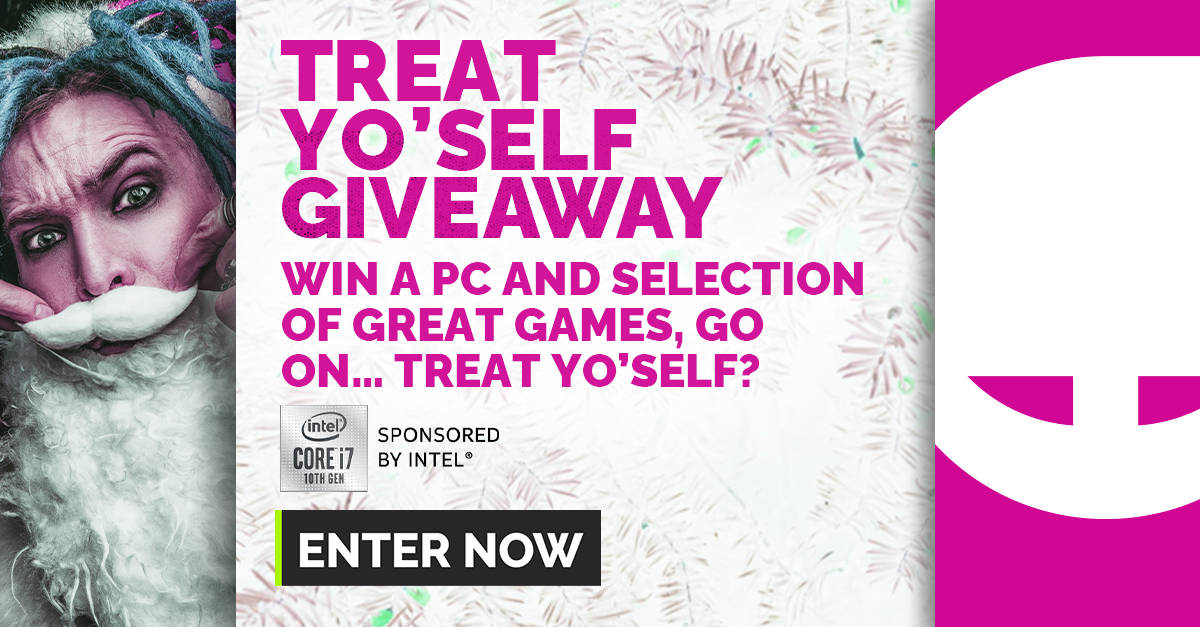 TREAT
YO'SELF
GIVEAWAY
WIN A PC AND SELECTION
OF GREAT GAMES, GO
ON... TREAT YO'SELF?
intel®
CORE i7
10TH GEN
SPONSORED
BY INTEL®
ENTER NOW